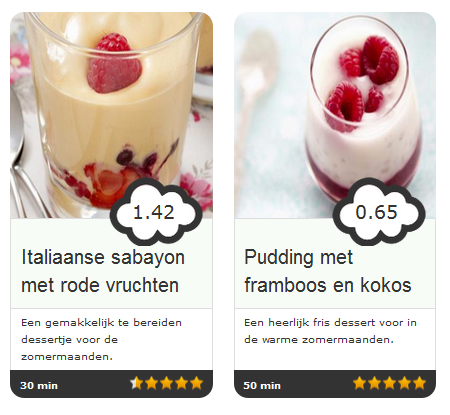 1.42
Italiaanse sabayon
met rode vruchten
Een gemakkelijk te bereiden
dessertje voor de
zomermaanden.
30 min
0.65
Pudding met
framboos en kokos
Een heerlijk fris dessert voor in
de warme zomermaanden.
50 min